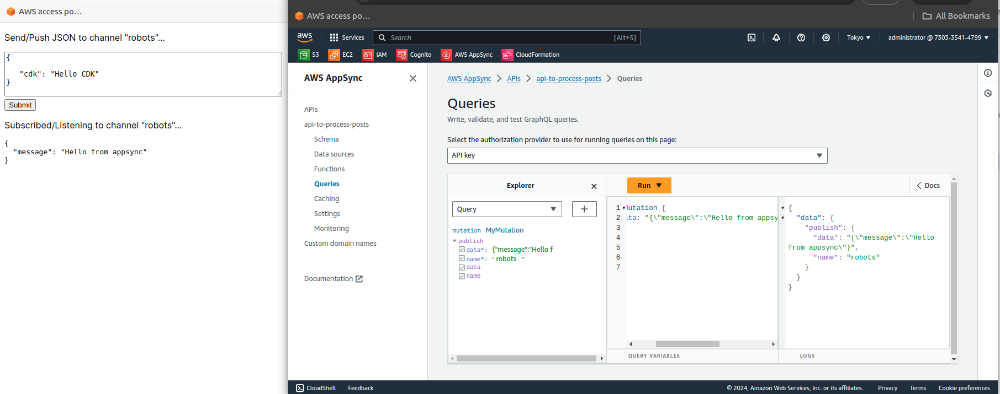 AWS access po…
Send/Push JSON to channel "robots"...
{
"cdk": "Hello CDK"
}
Submit
Subscribed/Listening to channel "robots"...
{
"message": "Hello from appsync"
}
AWS access po…
All Bookmarks
aws
Services
Search
[Alt+S]
Tokyo
administrator @ 7303-3541-4799
S3
EC2
IAM
Cognito
AWS AppSync
CloudFormation
AWS AppSync
APIs
api-to-process-posts
Schema
Data sources
Functions
Queries
Caching
Settings
Monitoring
Custom domain names
Documentation
AWS AppSync
APIs
api-to-process-posts
Queries
Queries
Write, validate, and test GraphQL queries.
Select the authorization provider to use for running queries on this page:
API key
Explorer
Query
mutation MyMutation
publish
data*: {"message":"Hello f
name*: "robots "
data
name
Run
Docs
1
2
3
4
5
6
7
Mutation {
ata: "{\"message\":\"Hello from appsy
{
"data": {
"publish": {
"data": "{\"message\":\"Hello
from appsync\"}",
"name": "robots"
}
}
}
QUERY VARIABLES
LOGS
CloudShell
Feedback
© 2024, Amazon Web Services, Inc. or its affiliates.
Privacy
Terms
Cookie preferences